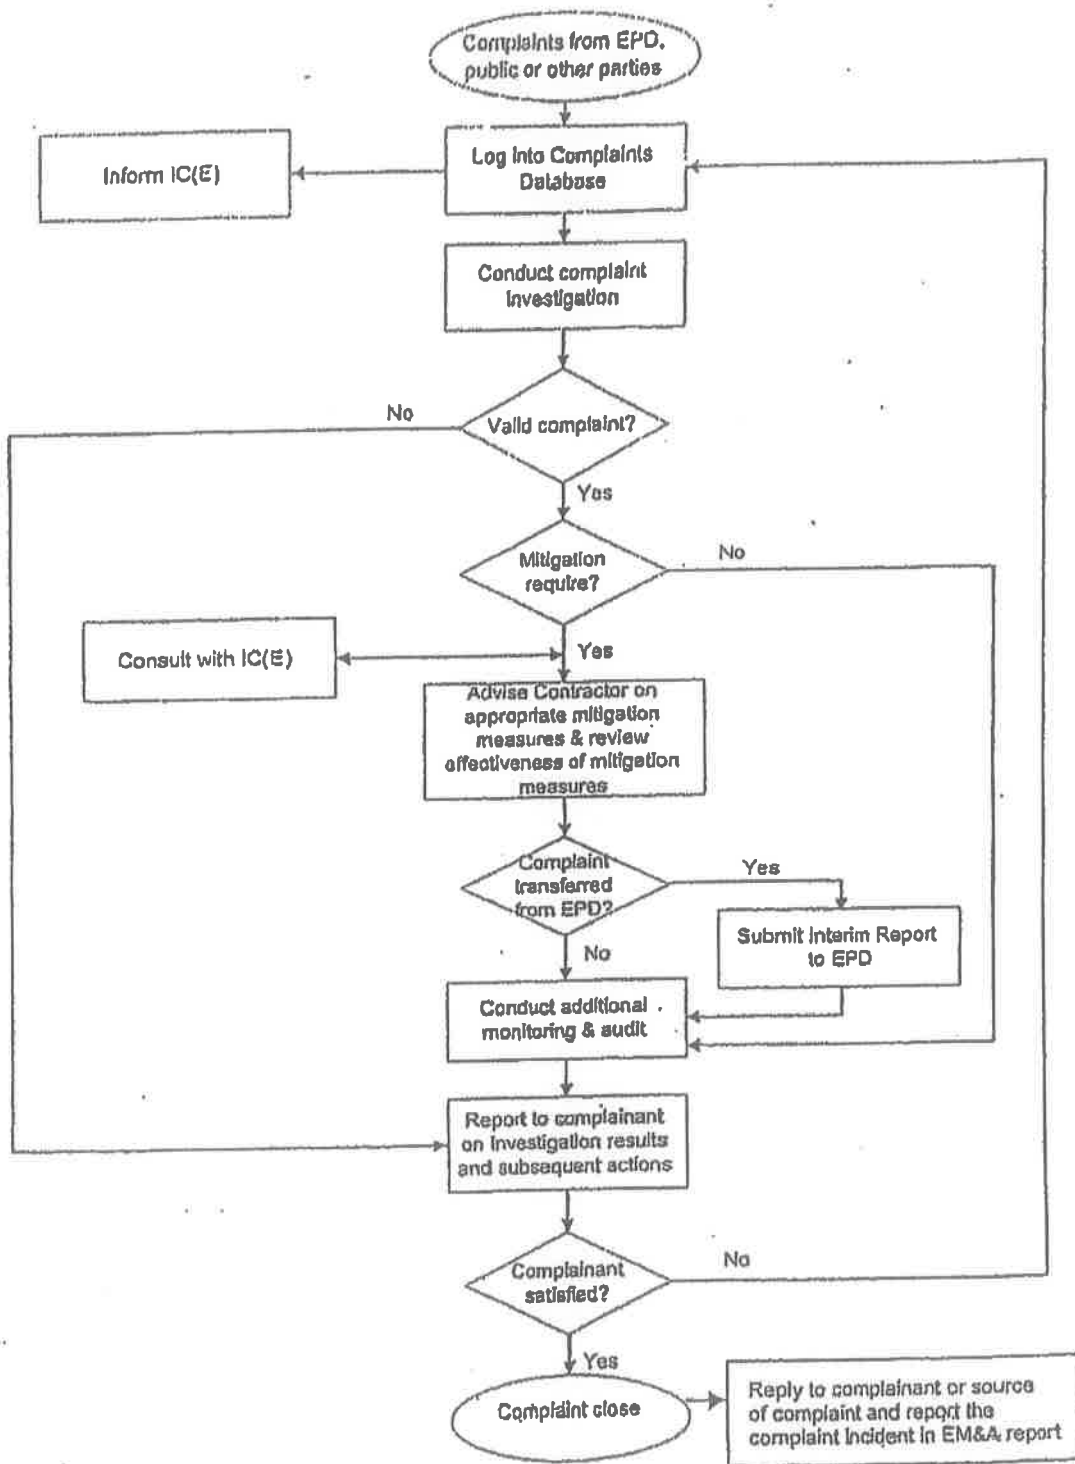 Complaints from EPD,
public or other parties
Inform IC(E)
Log into Complaints
Database
Conduct complaint
Investigation
No
Valid complaint?
Yes
Mitigation
require?
No
Consult with IC(E)
Yes
Advise Contractor on
appropriate mitigation
measures & review
effectiveness of mitigation
measures
Complaint
transferred
from EPD?
Yes
Submit Interim Report
to EPD
No
Conduct additional
monitoring & audit
Report to complainant
on Investigation results
and subsequent actions
Complainant
satisfied?
No
Yes
Complaint close
Reply to complainant or source
of complaint and report the
complaint Incident in EM&A report